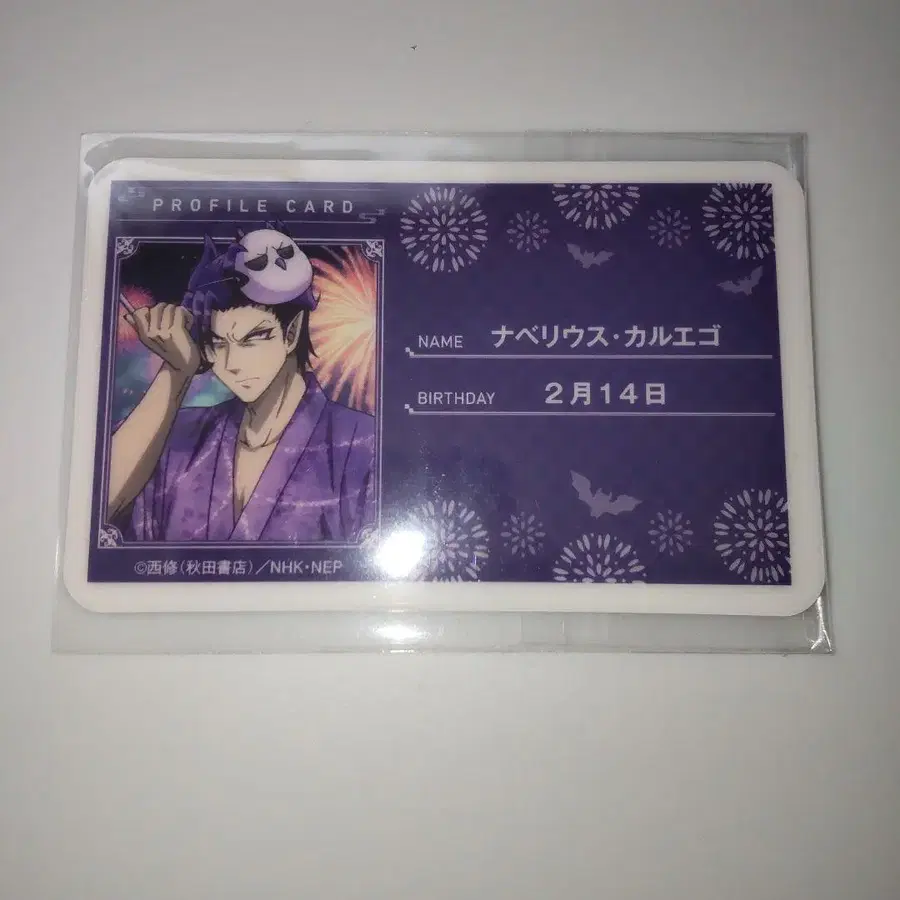 PROFILE CARD
NAME ナベリウス・カルエゴ
BIRTHDAY 2月14日
©西修(秋田書店)/NHK・NEP